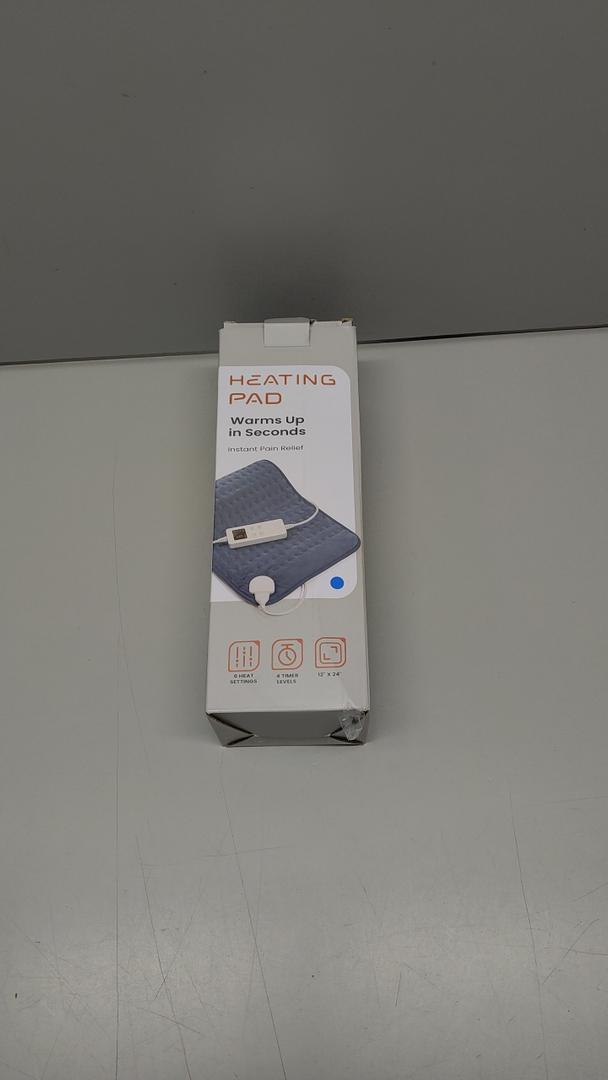 HEATING
PAD
Warms Up
in Seconds
Instant Pain Relief
6 HEAT
SETTINGS
4 TIMER
LEVELS
12" X 24"